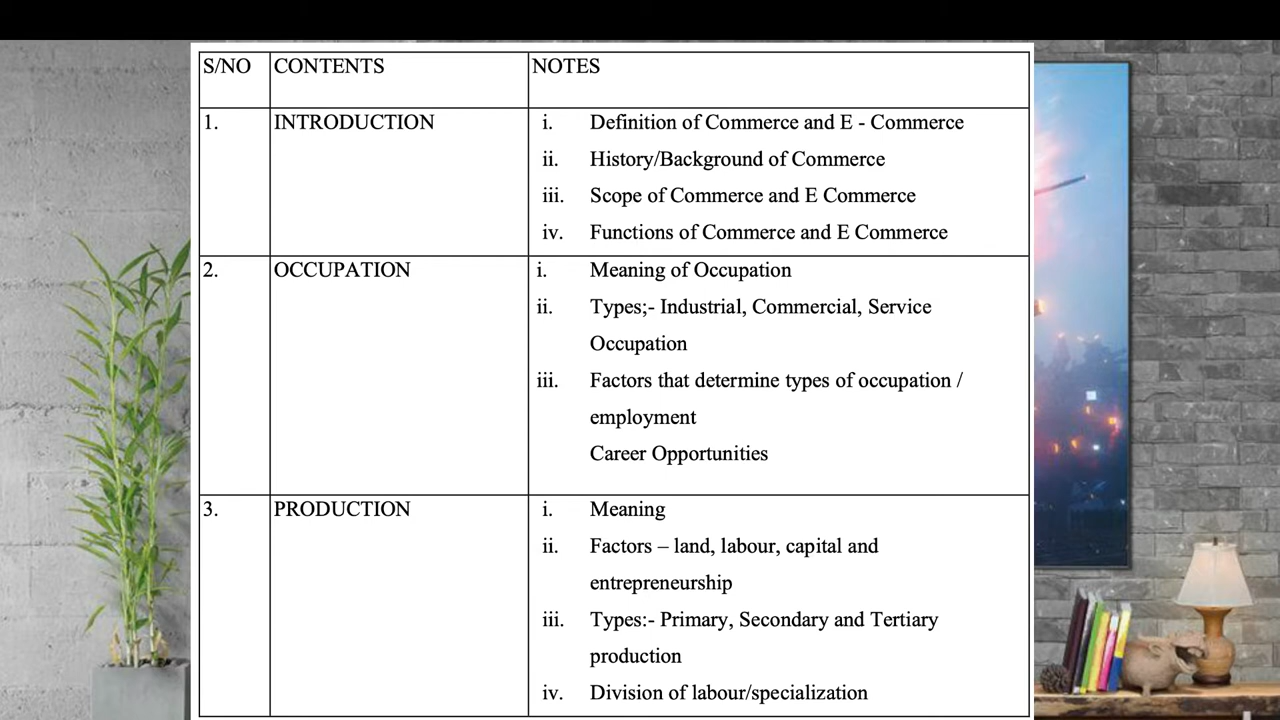 S/NO CONTENTS NOTES
1. INTRODUCTION i. Definition of Commerce and E - Commerce
ii. History/Background of Commerce
iii. Scope of Commerce and E Commerce
iv. Functions of Commerce and E Commerce
2. OCCUPATION i. Meaning of Occupation
ii. Types;- Industrial, Commercial, Service
Occupation
iii. Factors that determine types of occupation /
employment
Career Opportunities
3. PRODUCTION i. Meaning
ii. Factors – land, labour, capital and
entrepreneurship
iii. Types:- Primary, Secondary and Tertiary
production
iv. Division of labour/specialization